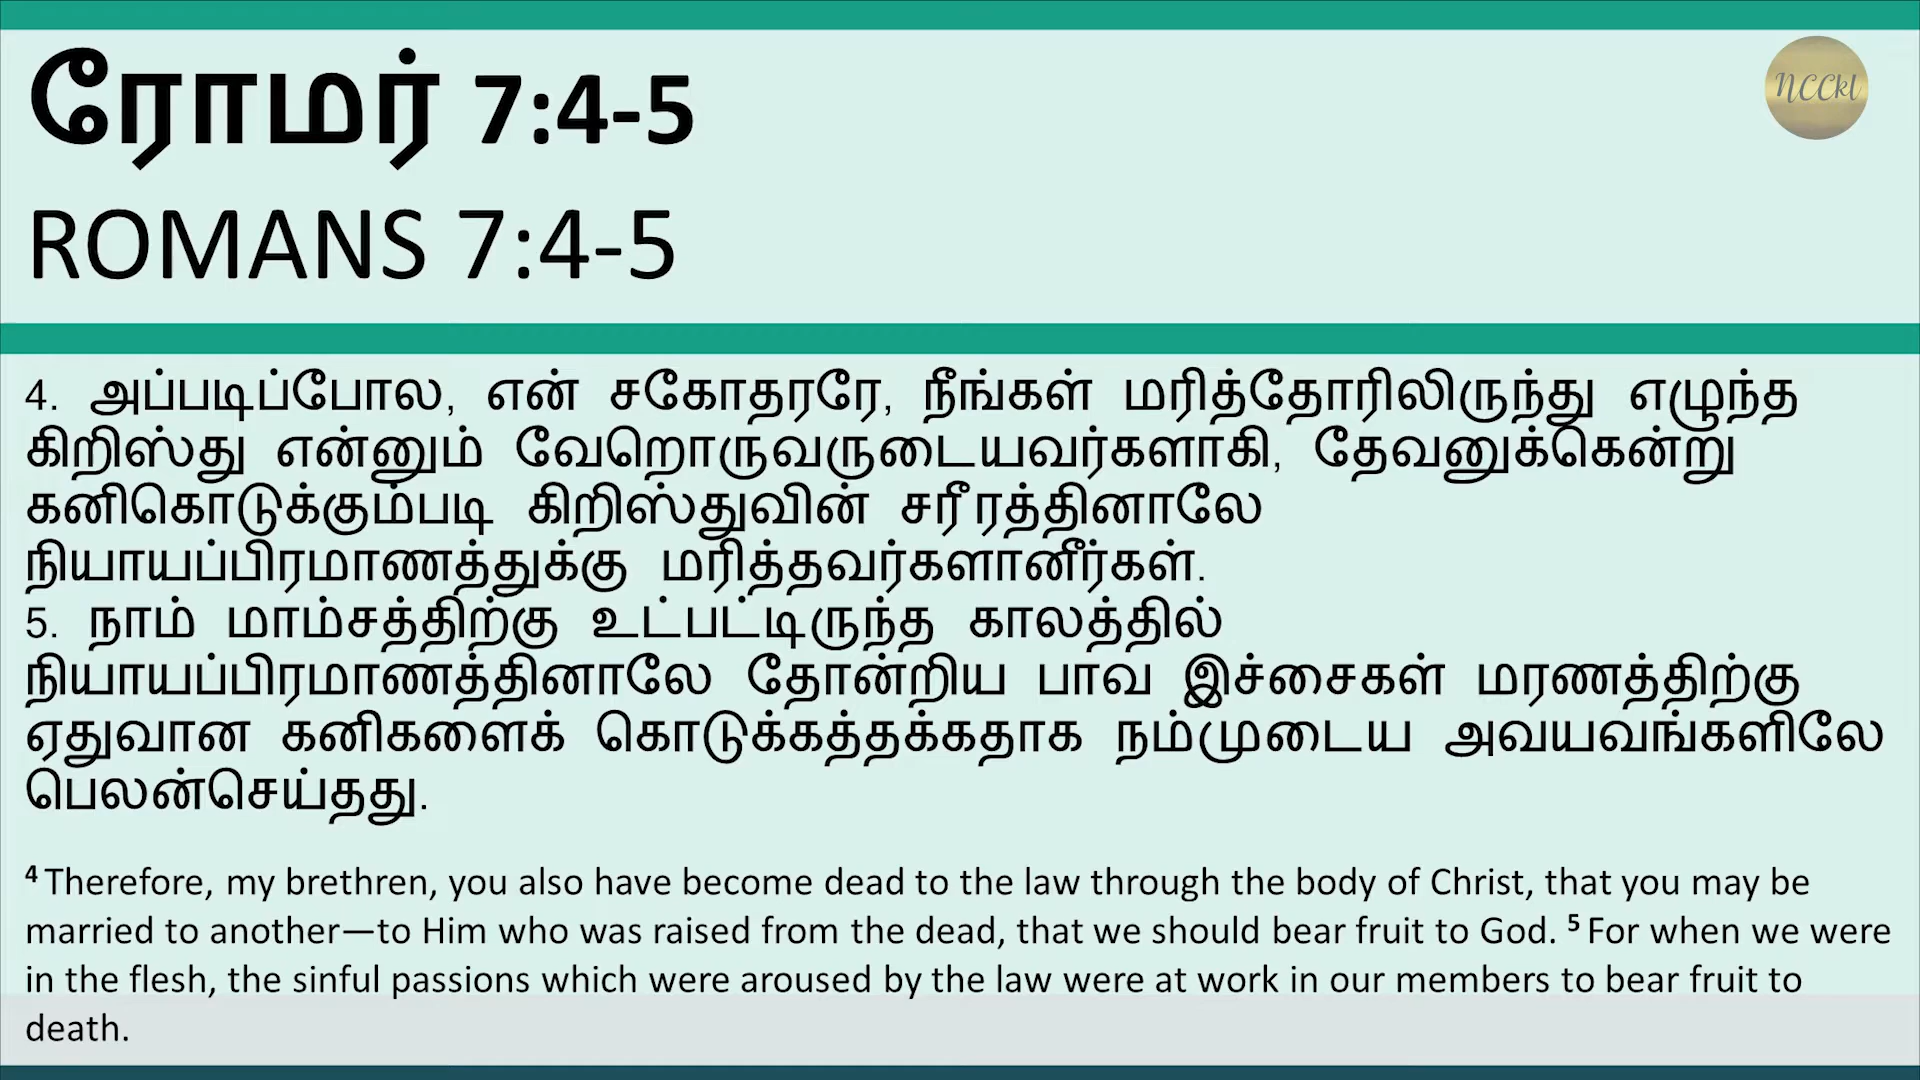 ரோமர் 7:4-5
NCCkl
ROMANS 7:4-5
4. அப்படிப்போல, என் சகோதரரே, நீங்கள் மரித்தோரிலிருந்து எழுந்த
கிறிஸ்து என்னும் வேறொருவருடையவர்களாகி, தேவனுக்கென்று
கனிகொடுக்கும்படி கிறிஸ்துவின் சரீரத்தினாலே
நியாயப்பிரமாணத்துக்கு மரித்தவர்களானீர்கள்.
5. நாம் மாம்சத்திற்கு உட்பட்டிருந்த காலத்தில்
நியாயப்பிரமாணத்தினாலே தோன்றிய பாவ இச்சைகள் மரணத்திற்கு
ஏதுவான கனிகளைக் கொடுக்கத்தக்கதாக நம்முடைய அவயவங்களிலே
பெலன்செய்தது.
4 Therefore, my brethren, you also have become dead to the law through the body of Christ, that you may be
married to another—to Him who was raised from the dead, that we should bear fruit to God. 5 For when we were
in the flesh, the sinful passions which were aroused by the law were at work in our members to bear fruit to
death.